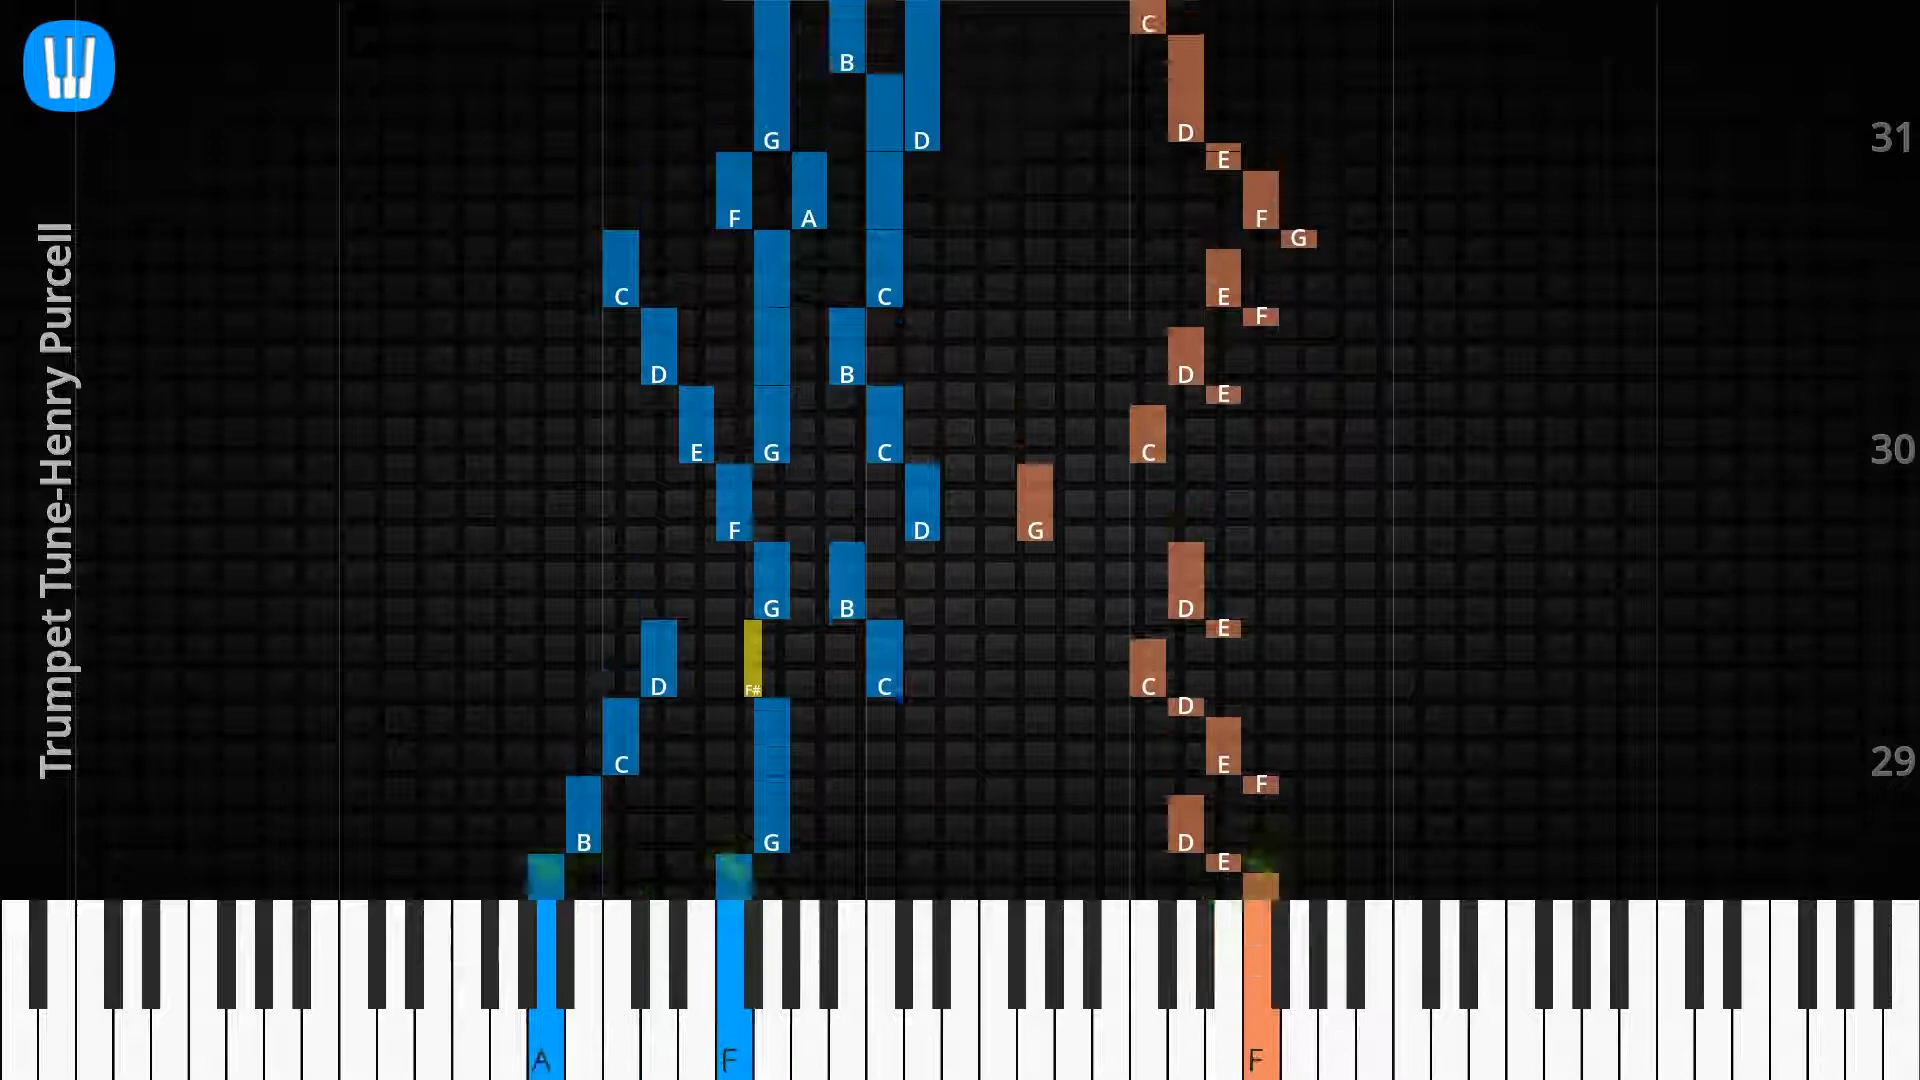 Trumpet Tune-Henry Purcell
C
B
G D D
E
31
F A F
G
C C E
F
D B D
E
E G C C
30
F D G
G B D
E
D F# C C
D
C E
29
F
B G D
E
A F F